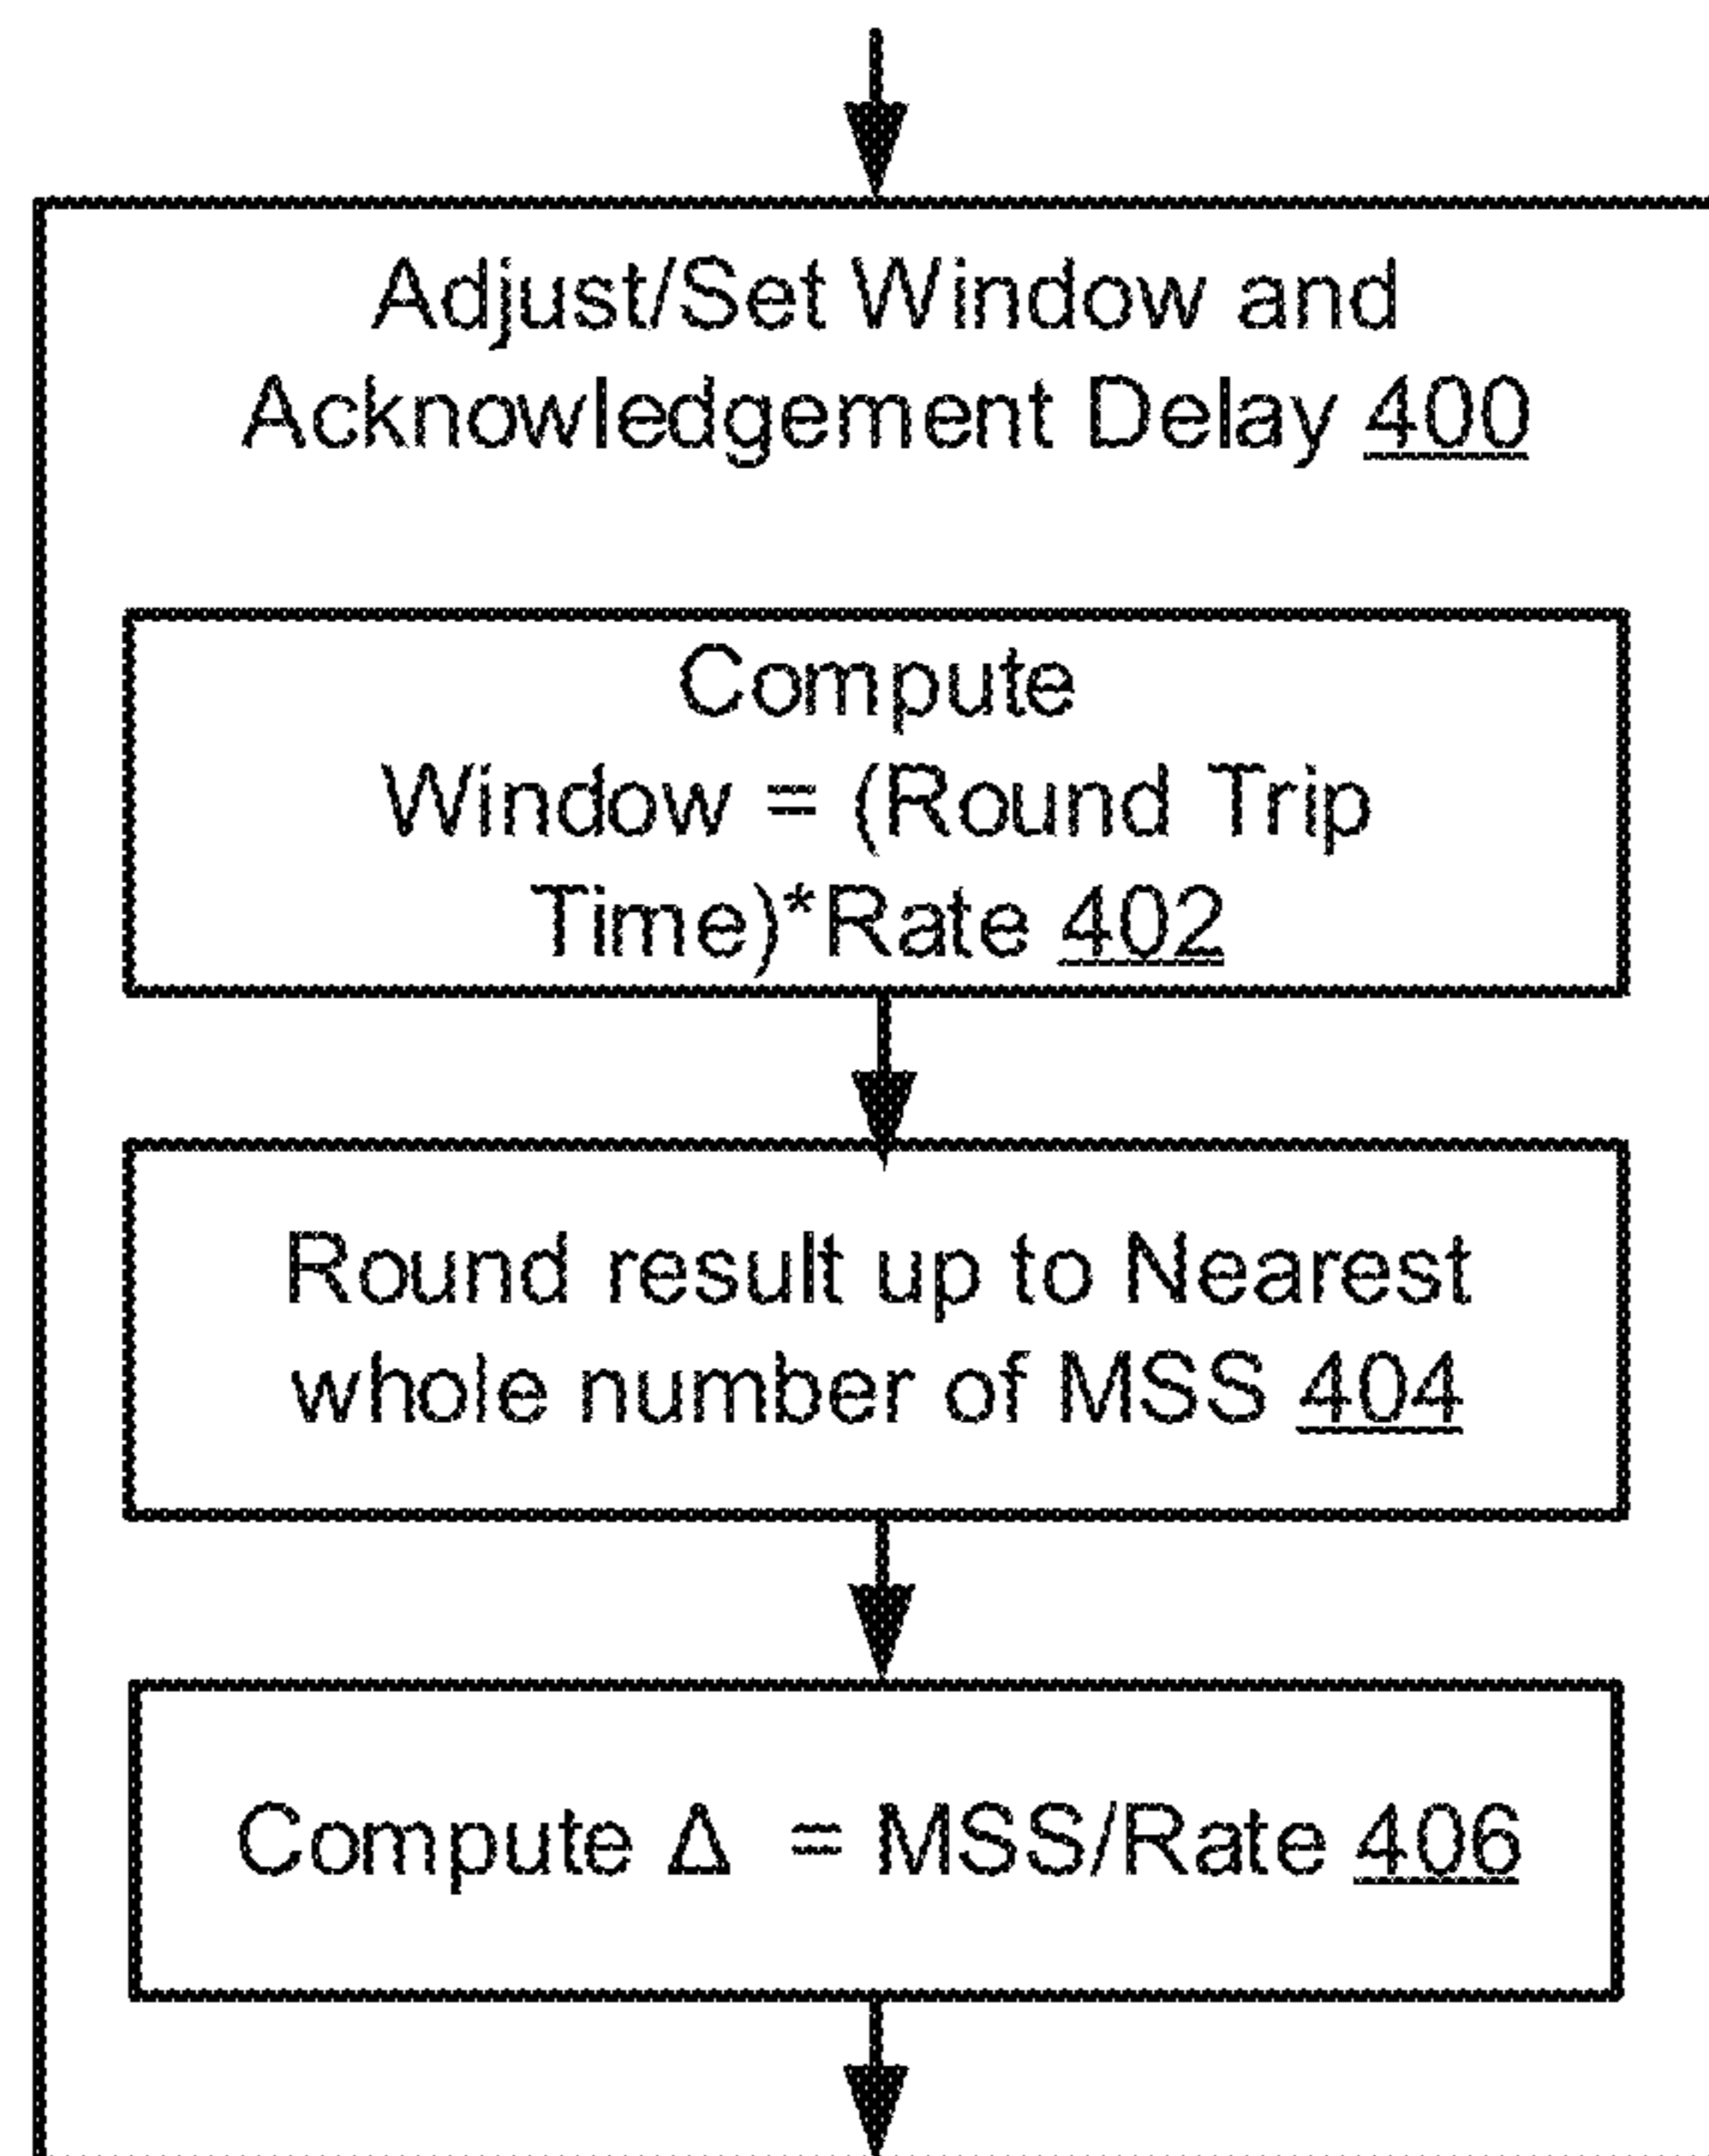 Adjust/Set Window and
Acknowledgement Delay 400
Compute
Window = (Round Trip
Time)*Rate 402
Round result up to Nearest
whole number of MSS 404
Compute Δ = MSS/Rate 406